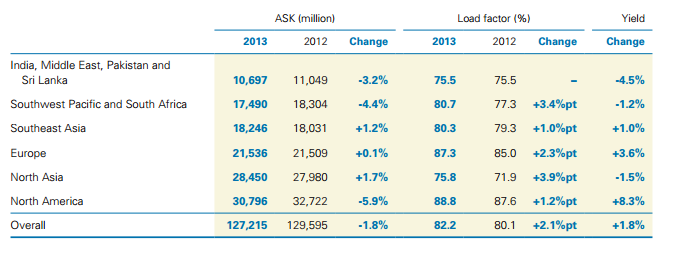 ASK (million) Load factor (%) Yield
2013 2012 Change 2013 2012 Change Change
India, Middle East, Pakistan and
Sri Lanka 10,697 11,049 -3.2% 75.5 75.5 – -4.5%
Southwest Pacific and South Africa 17,490 18,304 -4.4% 80.7 77.3 +3.4%pt -1.2%
Southeast Asia 18,246 18,031 +1.2% 80.3 79.3 +1.0%pt +1.0%
Europe 21,536 21,509 +0.1% 87.3 85.0 +2.3%pt +3.6%
North Asia 28,450 27,980 +1.7% 75.8 71.9 +3.9%pt -1.5%
North America 30,796 32,722 -5.9% 88.8 87.6 +1.2%pt +8.3%
Overall 127,215 129,595 -1.8% 82.2 80.1 +2.1%pt +1.8%